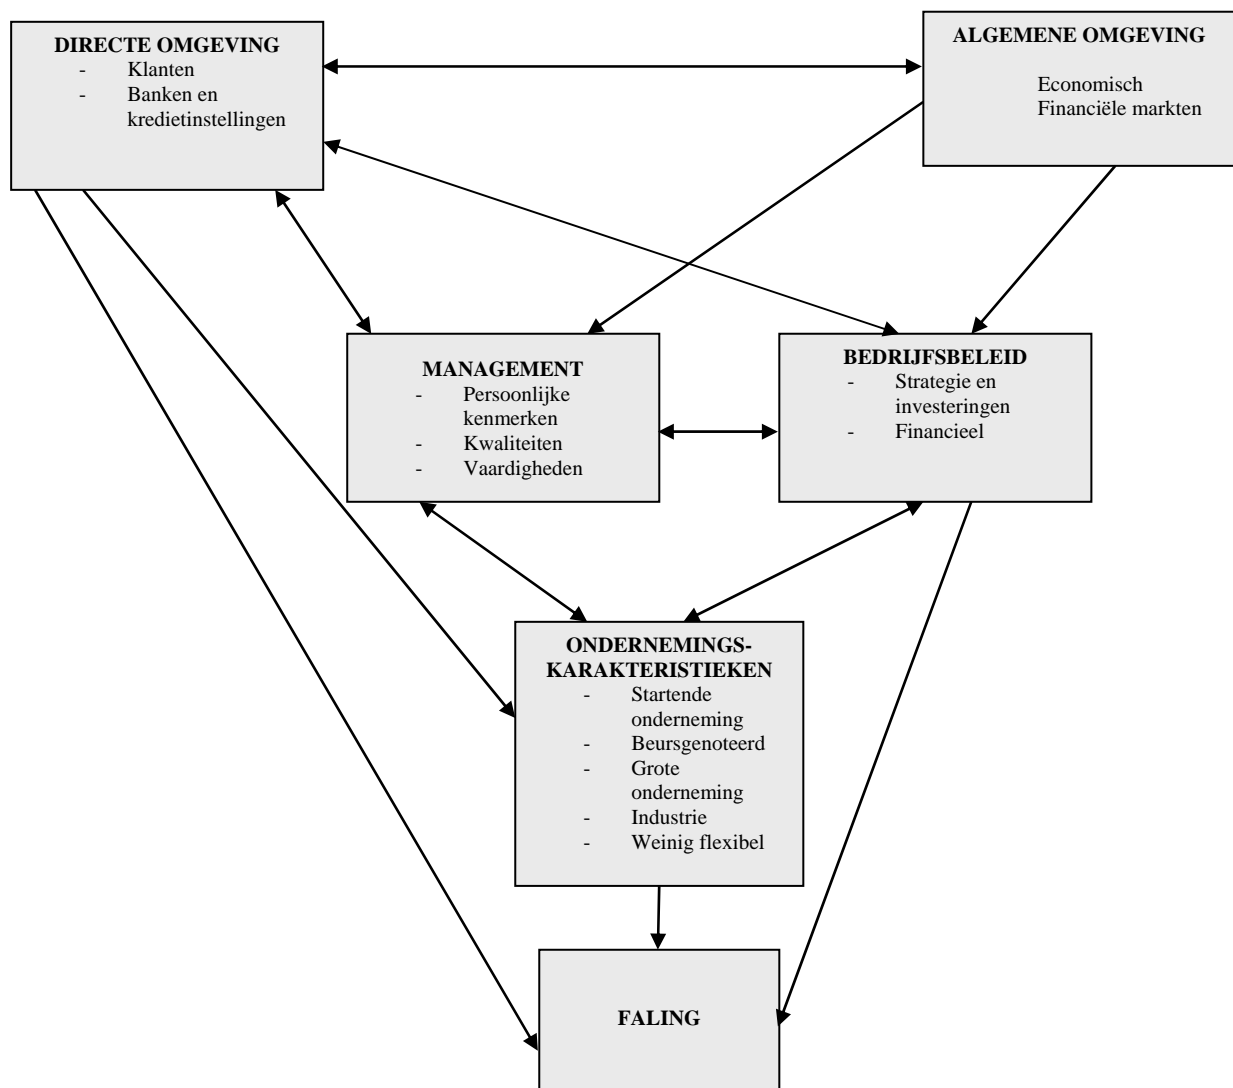 DIRECTE OMGEVING
- Klanten
- Banken en
kredietinstellingen
ALGEMENE OMGEVING
Economisch
Financiële markten
MANAGEMENT
- Persoonlijke
kenmerken
- Kwaliteiten
- Vaardigheden
BEDRIJFSBELEID
- Strategie en
investeringen
- Financieel
ONDERNEMINGS-
KARAKTERISTIEKEN
- Startende
onderneming
- Beursgenoteerd
- Grote
onderneming
- Industrie
- Weinig flexibel
FALING